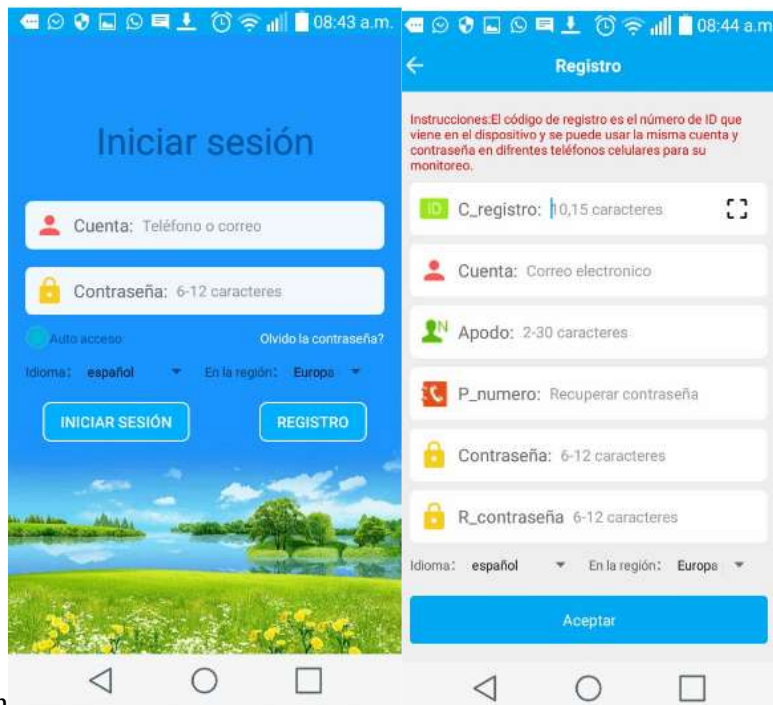 08:43 a.m.
Iniciar sesión
Cuenta: Teléfono o correo
Contraseña: 6-12 caracteres
Auto acceso Olvido la contraseña?
Idioma: español En la región: Europa
INICIAR SESIÓN REGISTRO
08:44 a.m
Registro
Instrucciones:El código de registro es el número de ID que
viene en el dispositivo y se puede usar la misma cuenta y
contraseña en difrentes teléfonos celulares para su
monitoreo.
ID C_registro: 10,15 caracteres
Cuenta: Correo electronico
N Apodo: 2-30 caracteres
P_numero: Recuperar contraseña
Contraseña: 6-12 caracteres
R_contraseña 6-12 caracteres
Idioma: español En la región: Europa
Aceptar